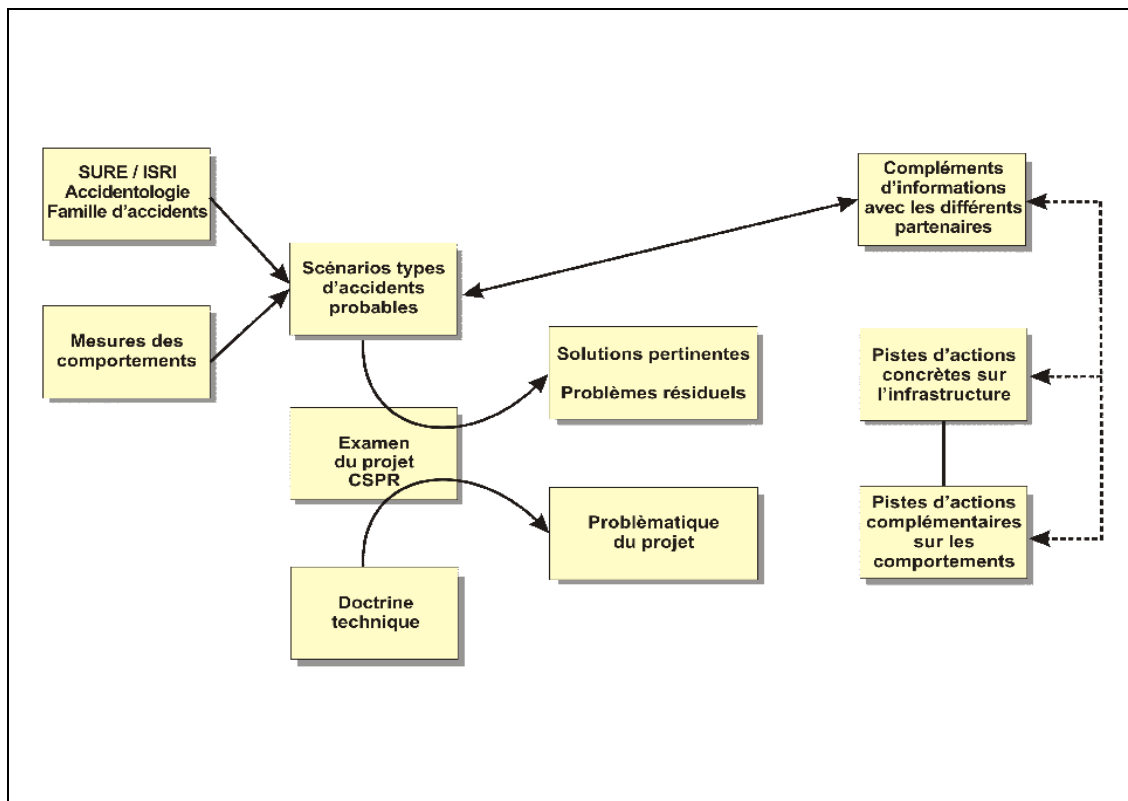 SURE / ISRI
Accidentologie
Famille d'accidents
Mesures des
comportements
Scénarios types
d'accidents
probables
Examen
du projet
CSPR
Doctrine
technique
Solutions pertinentes
Problèmes résiduels
Problèmatique
du projet
Compléments
d'informations
avec les différents
partenaires
Pistes d'actions
concrètes sur
l'infrastructure
Pistes d'actions
complémentaires
sur les
comportements